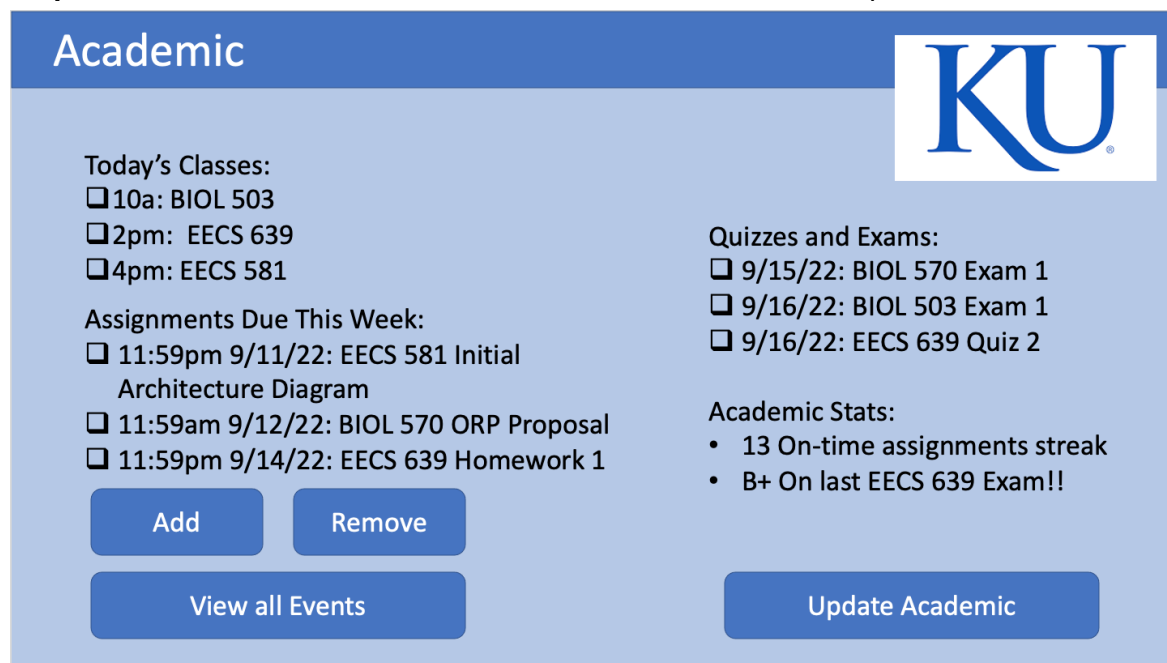 Academic
KU
®
Today's Classes:
❑10a: BIOL 503
❑2pm:  EECS 639
❑4pm: EECS 581
Assignments Due This Week:
❑ 11:59pm 9/11/22: EECS 581 Initial
Architecture Diagram
❑ 11:59am 9/12/22: BIOL 570 ORP Proposal
❑ 11:59pm 9/14/22: EECS 639 Homework 1
Add
Remove
View all Events
Quizzes and Exams:
❑ 9/15/22: BIOL 570 Exam 1
❑ 9/16/22: BIOL 503 Exam 1
❑ 9/16/22: EECS 639 Quiz 2
Academic Stats:
• 13 On-time assignments streak
• B+ On last EECS 639 Exam!!
Update Academic